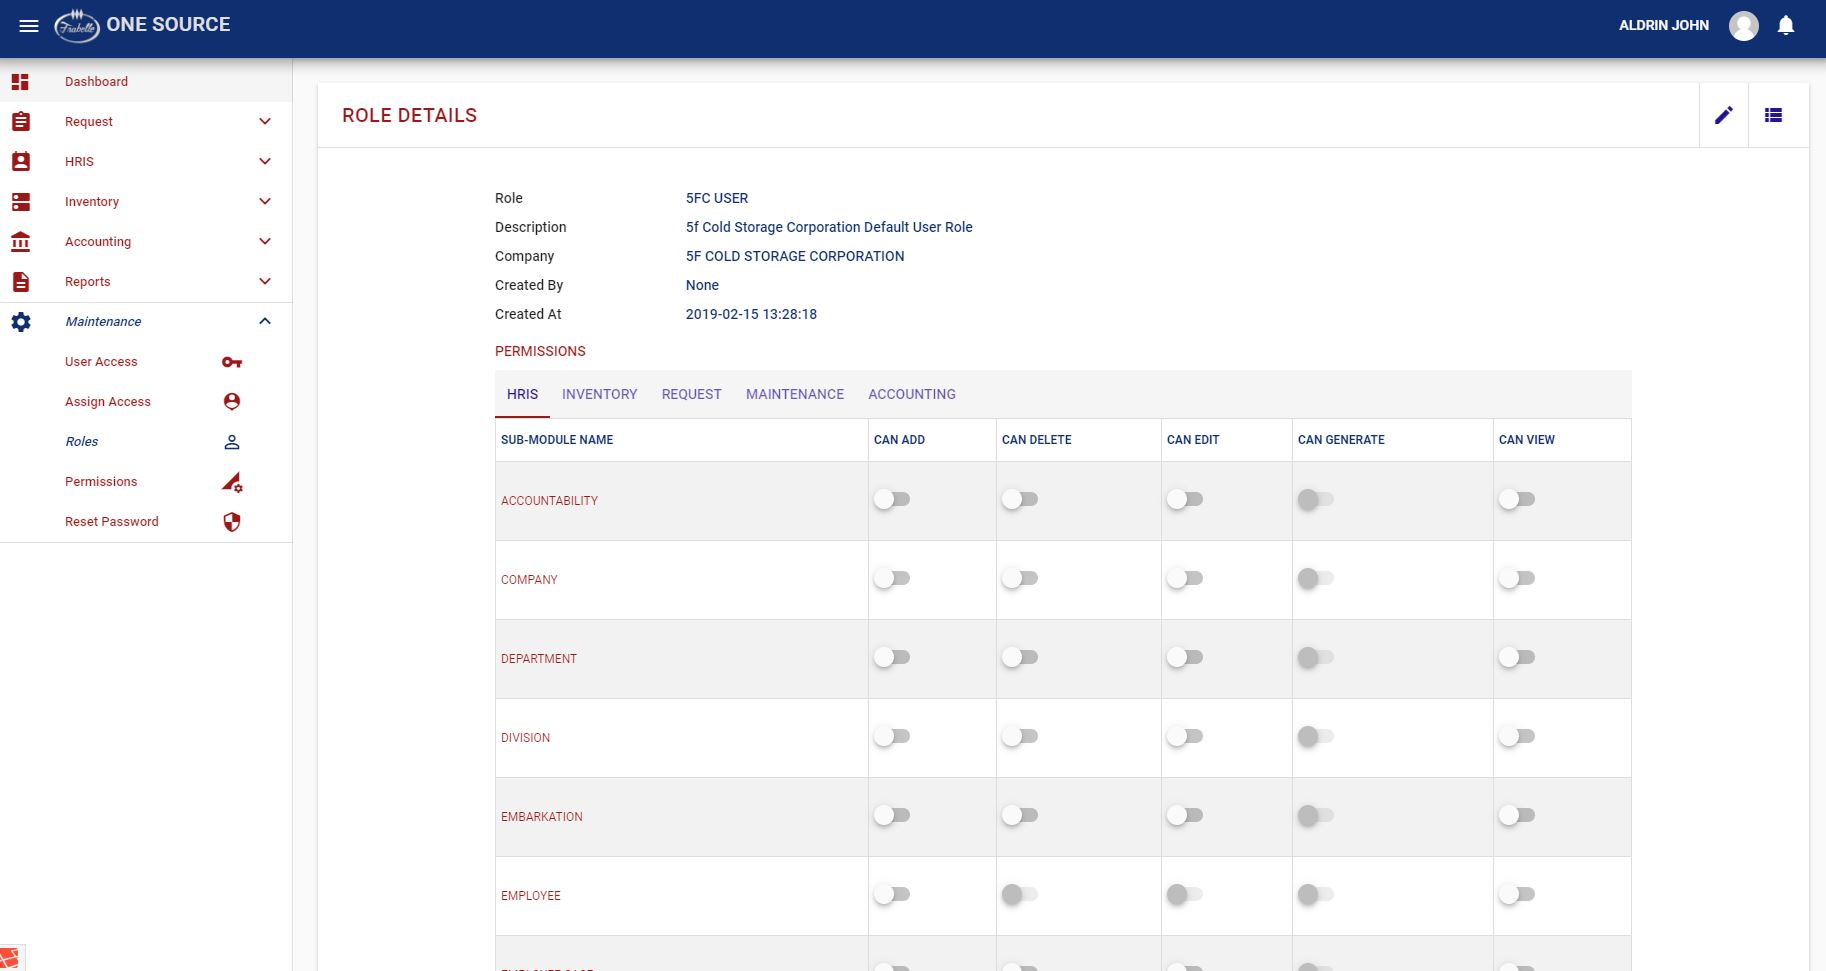 Frabelle ONE SOURCE
ALDRIN JOHN
Dashboard
Request
HRIS
Inventory
Accounting
Reports
Maintenance
User Access
Assign Access
Roles
Permissions
Reset Password
ROLE DETAILS
Role 5FC USER
Description 5f Cold Storage Corporation Default User Role
Company 5F COLD STORAGE CORPORATION
Created By None
Created At 2019-02-15 13:28:18
PERMISSIONS
HRIS INVENTORY REQUEST MAINTENANCE ACCOUNTING
SUB-MODULE NAME CAN ADD CAN DELETE CAN EDIT CAN GENERATE CAN VIEW
ACCOUNTABILITY
COMPANY
DEPARTMENT
DIVISION
EMBARKATION
EMPLOYEE